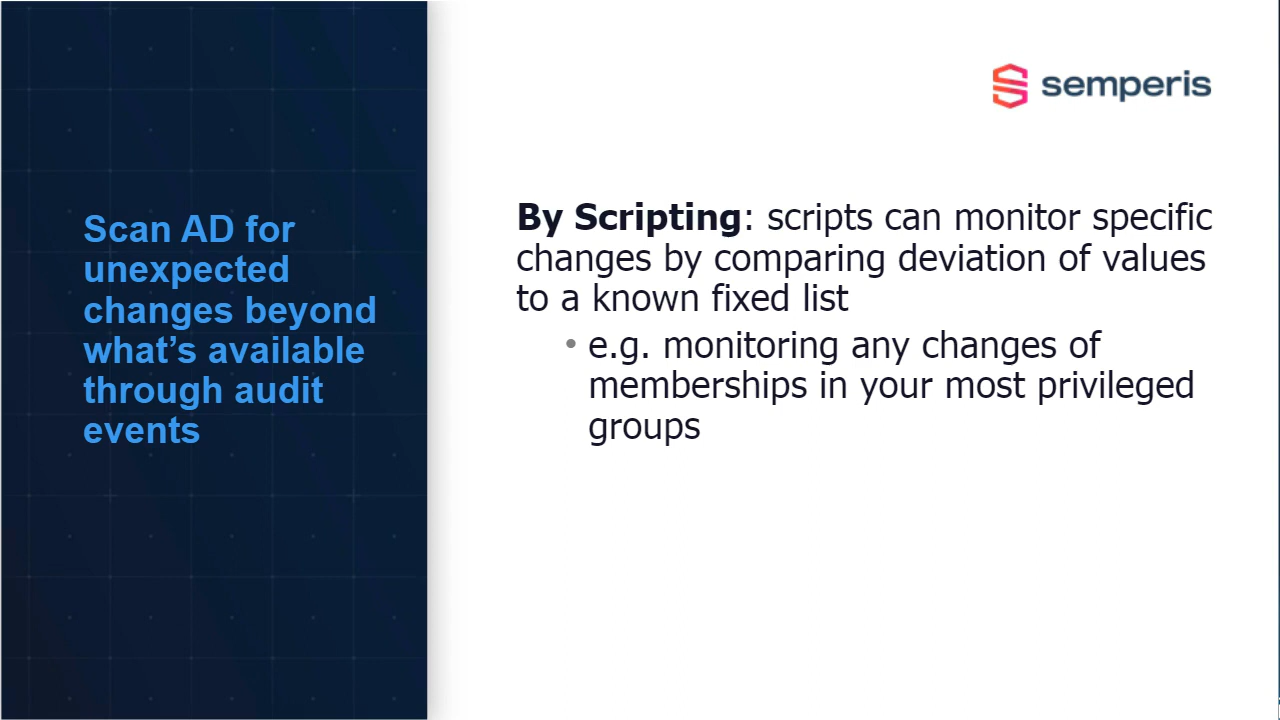 semperis
Scan AD for
unexpected
changes beyond
what’s available
through audit
events
By Scripting: scripts can monitor specific
changes by comparing deviation of values
to a known fixed list
• e.g. monitoring any changes of
memberships in your most privileged
groups